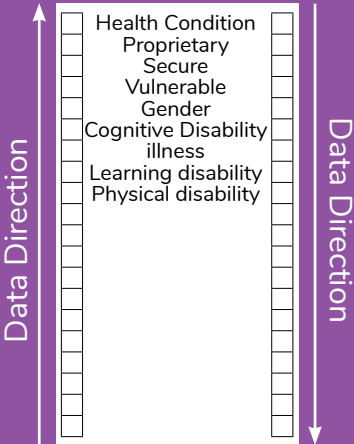 Data Direction
Health Condition
Proprietary
Secure
Vulnerable
Gender
Cognitive Disability
illness
Learning disability
Physical disability
Data Direction